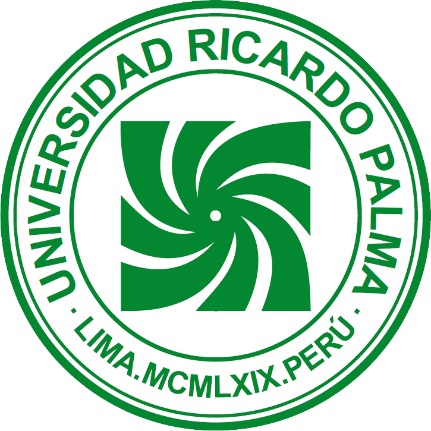 UNIVERSIDAD RICARDO PALMA
· LIMA.MCMLXIX.PERÚ ·